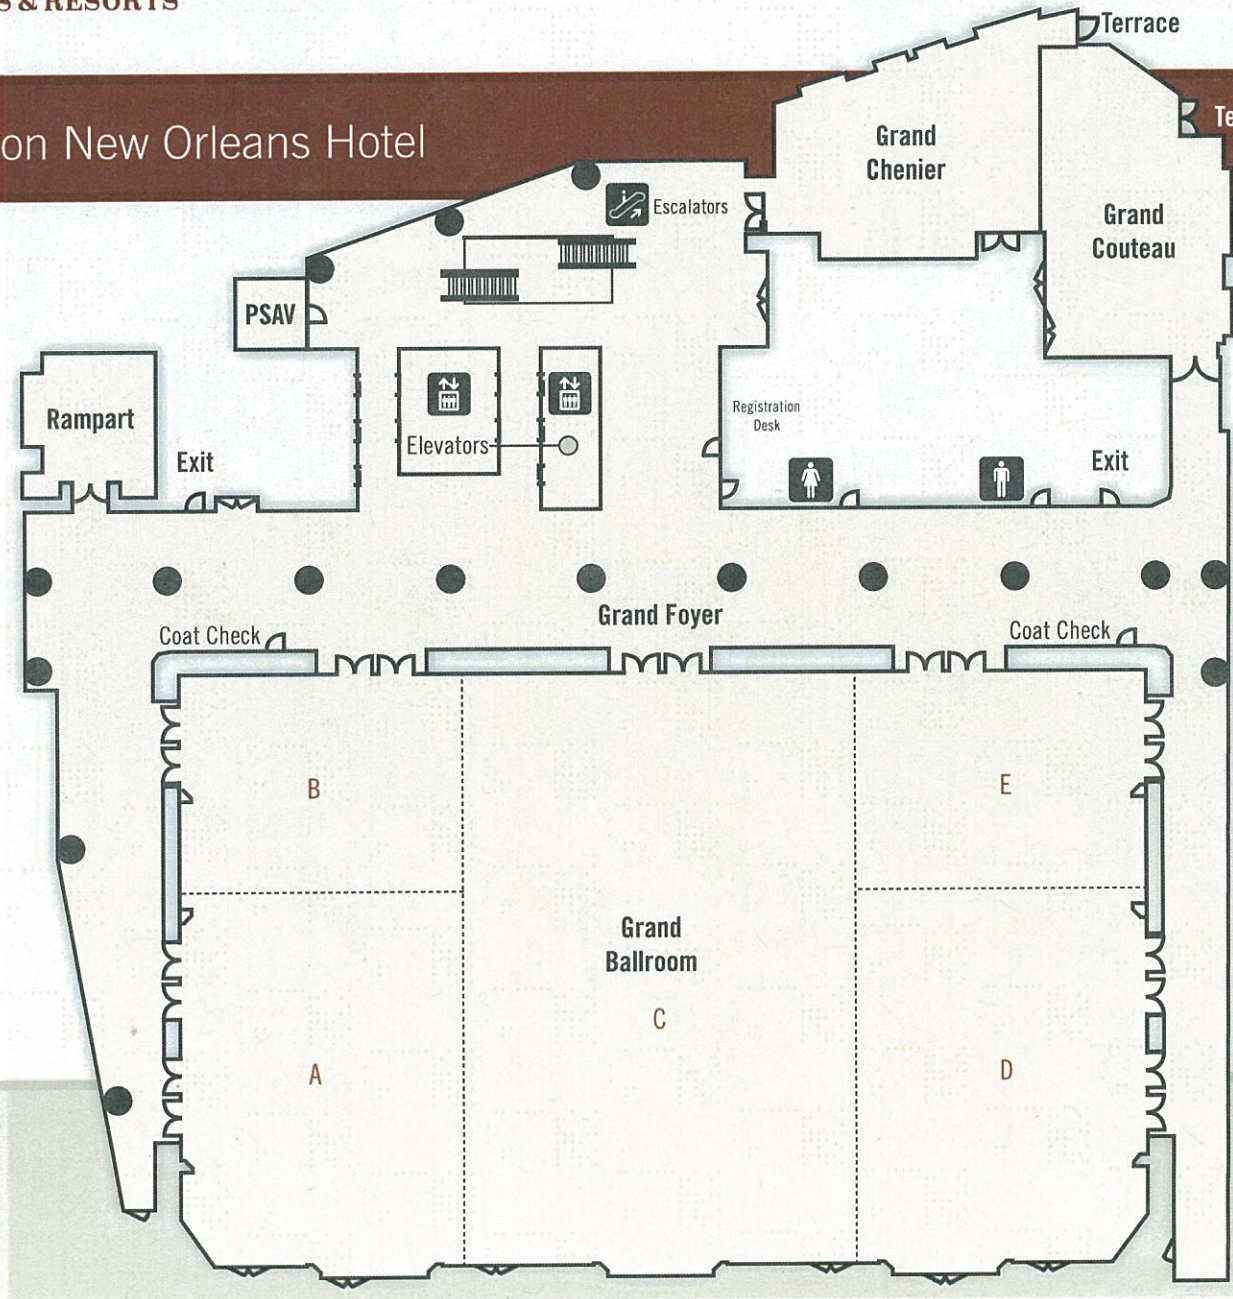 & RESORTS
Terrace
on New Orleans Hotel
Grand
Chenier
Escalators
Grand
Couteau
PSAV
Rampart
Exit
Elevators
Registration
Desk
Exit
Grand Foyer
Coat Check
Coat Check
B
E
Grand
Ballroom
C
A
D